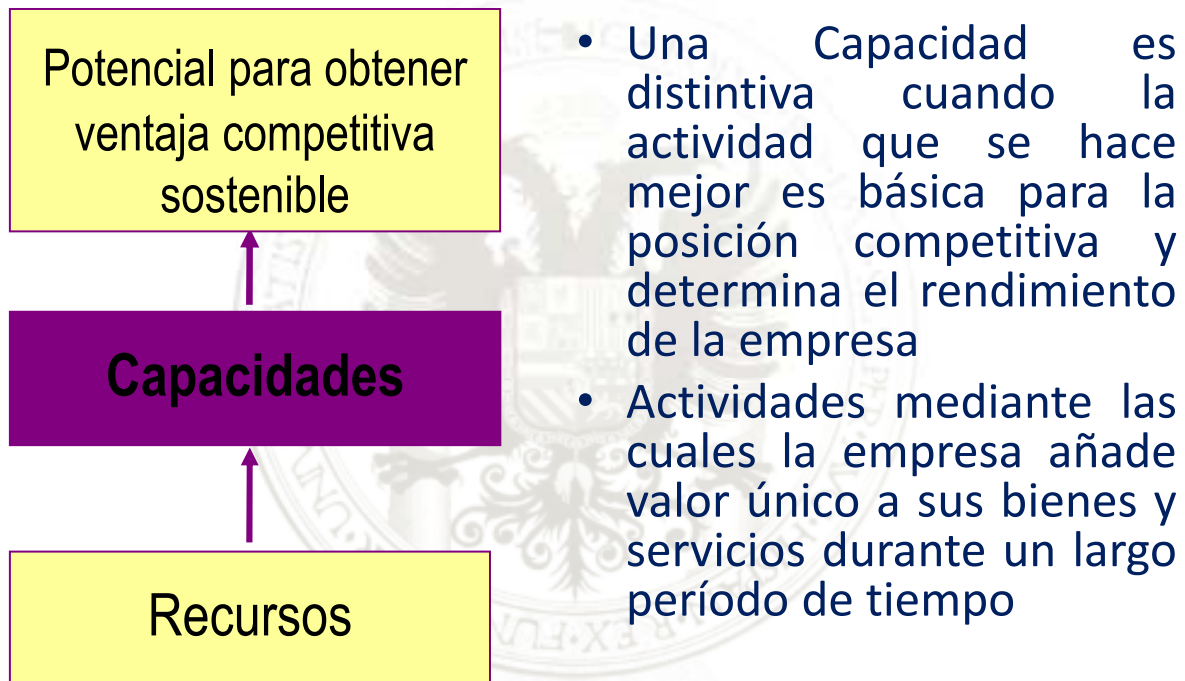 Potencial para obtener
ventaja competitiva
sostenible
Capacidades
Recursos
• Una Capacidad es
distintiva cuando la
actividad que se hace
mejor es básica para la
posición competitiva y
determina el rendimiento
de la empresa
• Actividades mediante las
cuales la empresa añade
valor único a sus bienes y
servicios durante un largo
período de tiempo